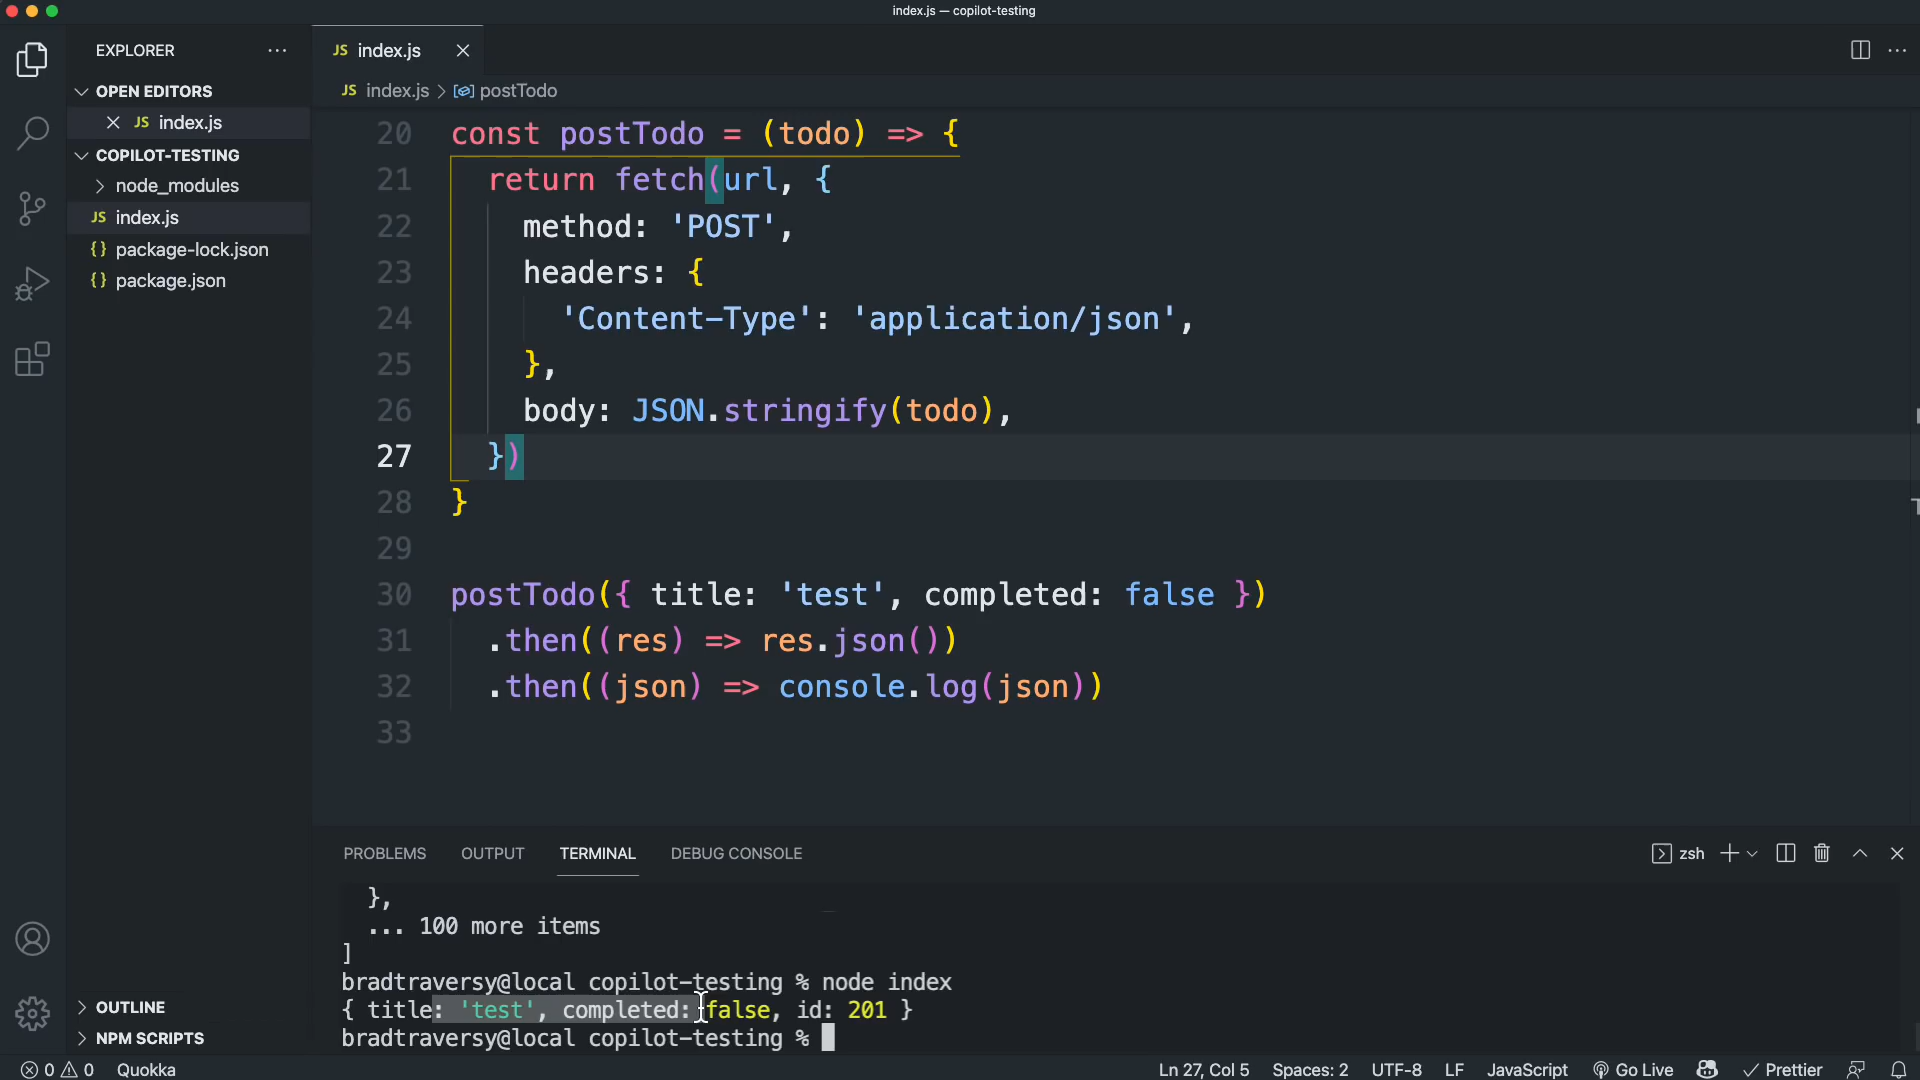 index.js — copilot-testing
EXPLORER
JS index.js
OPEN EDITORS
JS index.js > postTodo
JS index.js
COPILOT-TESTING
node_modules
JS index.js
{} package-lock.json
{} package.json
20 const postTodo = (todo) => {
21 return fetch(url, {
22 method: 'POST',
23 headers: {
24 'Content-Type': 'application/json',
25 },
26 body: JSON.stringify(todo),
27 })
28 }
29
30 postTodo({ title: 'test', completed: false })
31 .then((res) => res.json())
32 .then((json) => console.log(json))
33
PROBLEMS OUTPUT TERMINAL DEBUG CONSOLE
zsh
},
... 100 more items
]
bradtraversy@local copilot-testing % node index
{ title: 'test', completed: false, id: 201 }
bradtraversy@local copilot-testing %
OUTLINE
NPM SCRIPTS
0 0 Quokka
Ln 27, Col 5 Spaces: 2 UTF-8 LF JavaScript Go Live Prettier